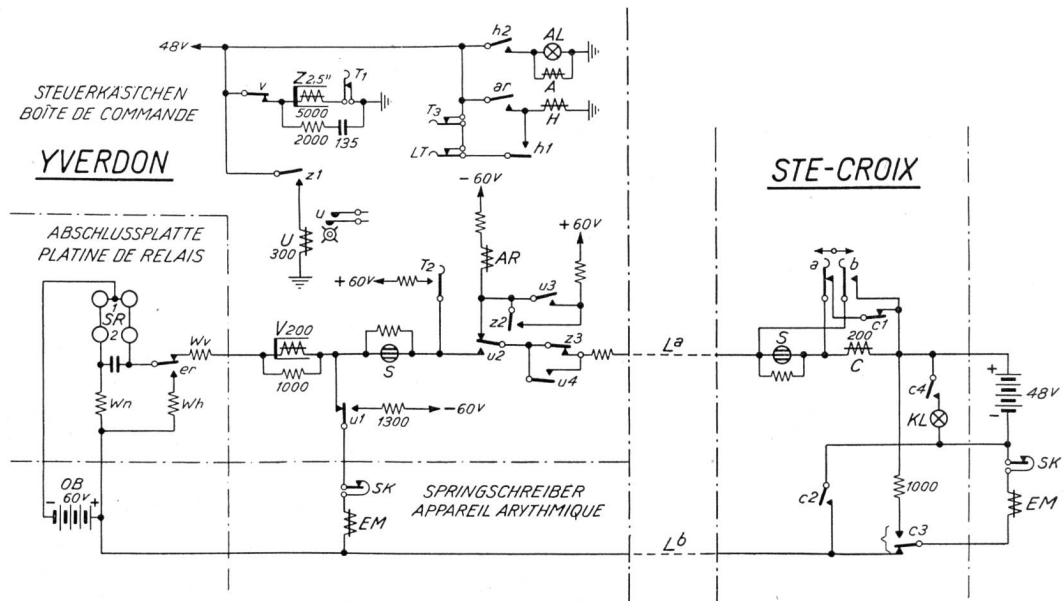 48V
h2
AL
v
Z 2,5"
T1
A
ar
H
5000
2000
135
T3
LT
h1
STEUERKÄSTCHEN
BOÎTE DE COMMANDE
YVERDON
STE-CROIX
z1
u
U
300
-60V
+60V
ABSCHLUSSPLATTE
PLATINE DE RELAIS
AR
+60V
T2
u3
z2
a
b
c1
1
SR
2
Wv
V200
1000
S
u2
z3
u4
La
S
200
C
er
Wn
Wh
u1
1300
-60V
c4
KL
+
-
48V
OB
60V
-
+
SK
EM
SPRINGSCHREIBER
APPAREIL ARYTHMIQUE
c2
1000
c3
SK
EM
Lb